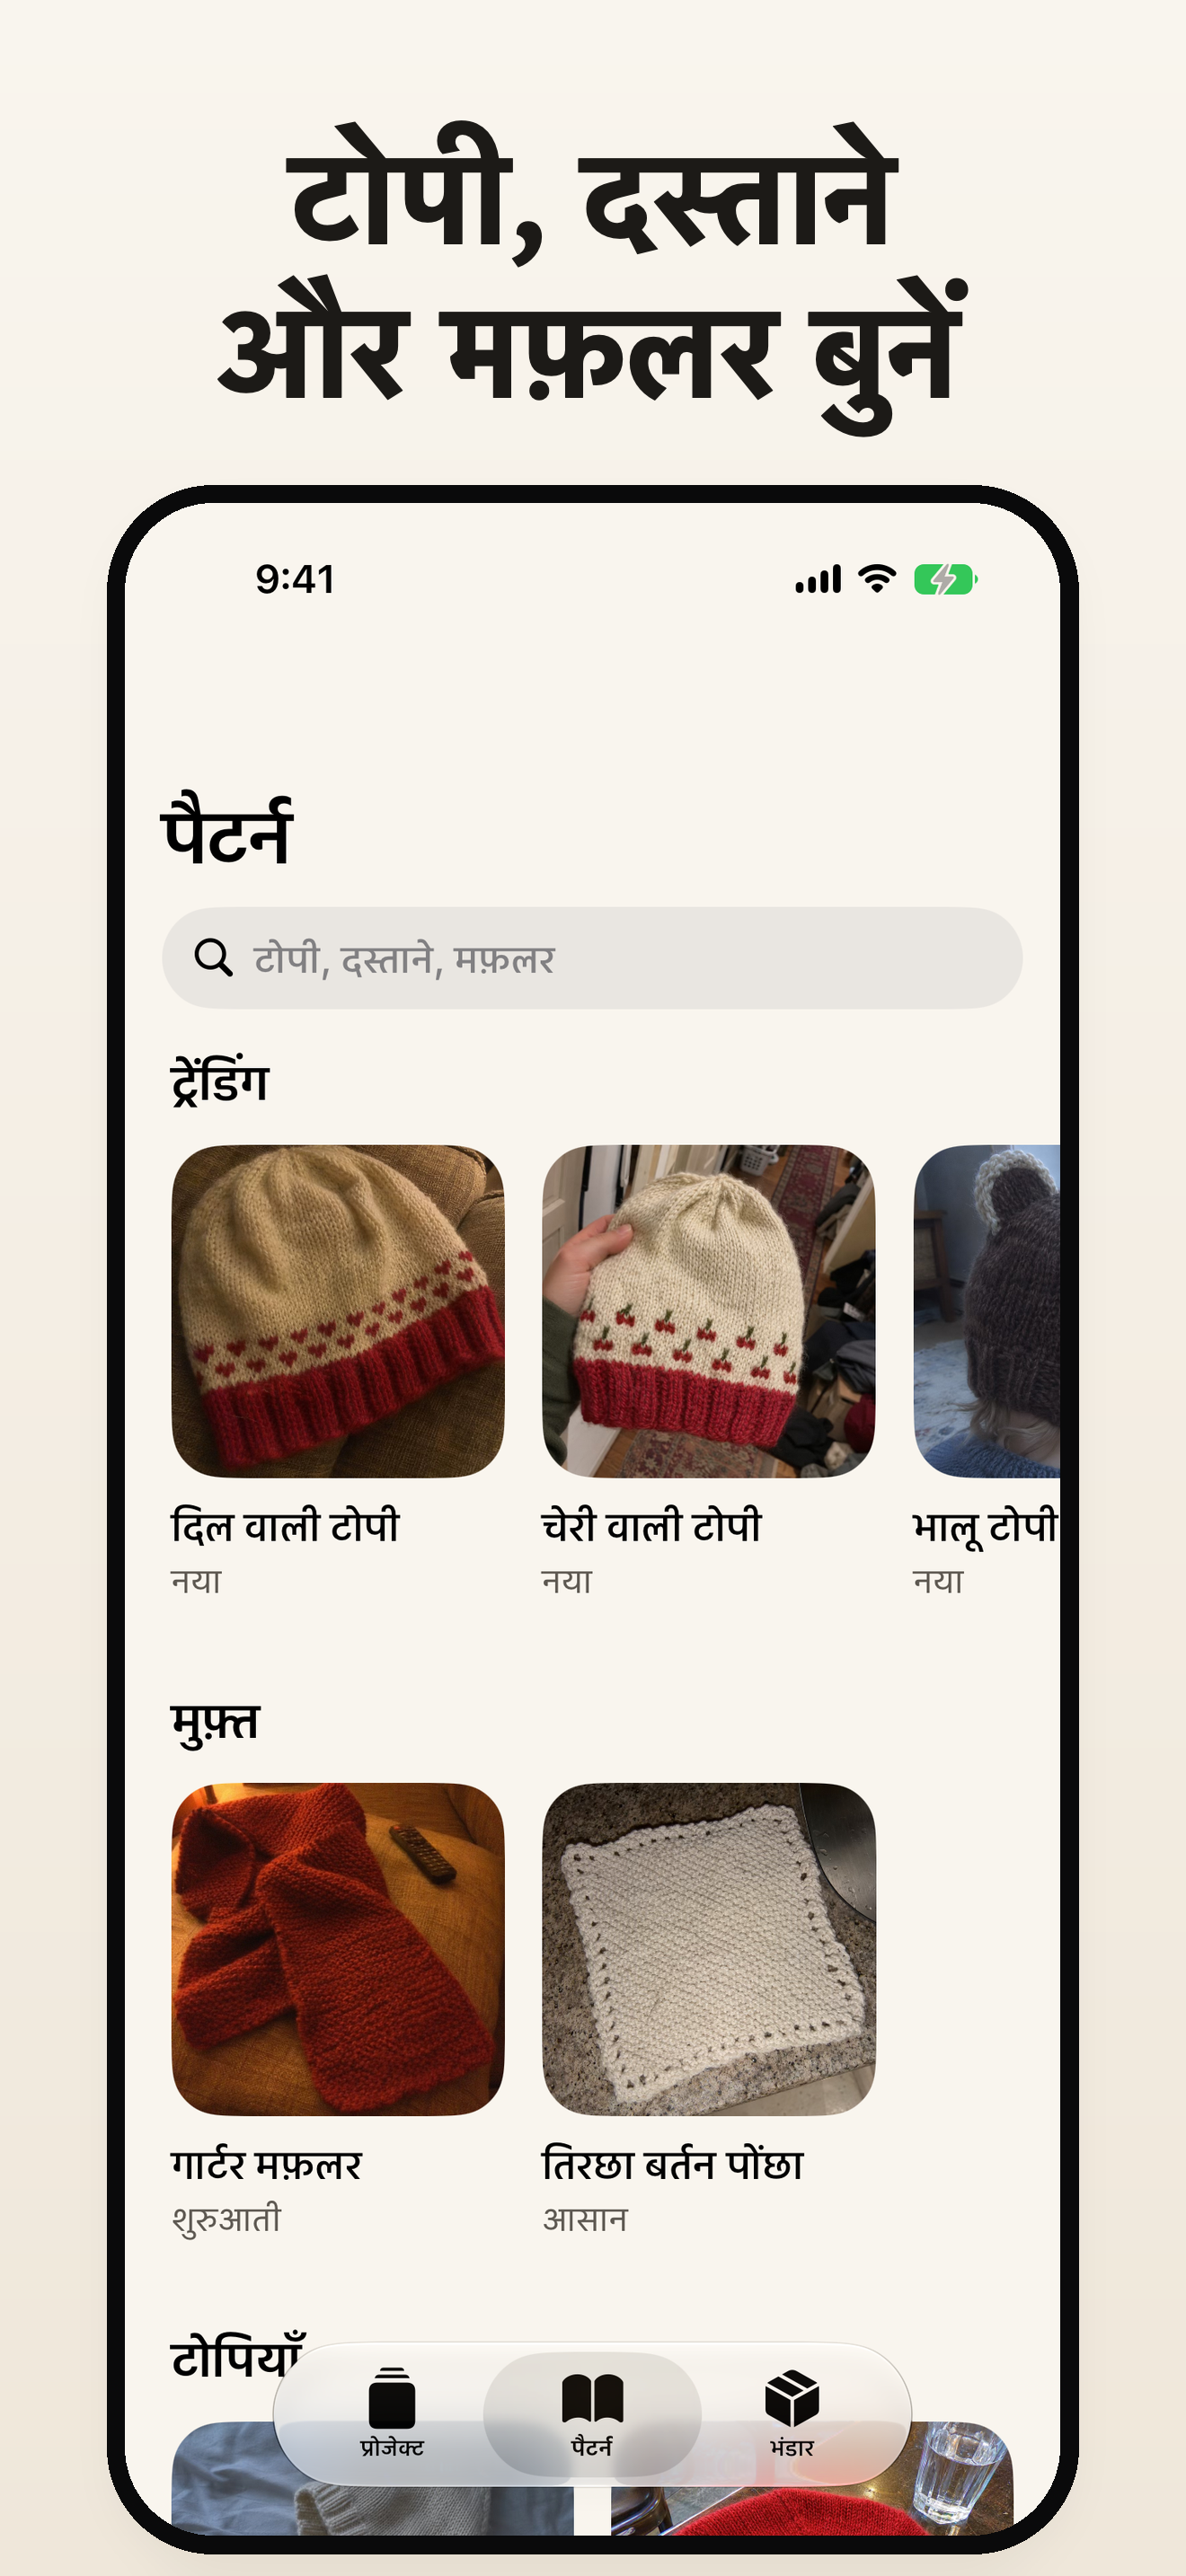 टोपी, दस्ताने
और मफ़लर बुनें
9:41
पैटर्न
टोपी, दस्ताने, मफ़लर
ट्रेंडिंग
दिल वाली टोपी
चेरी वाली टोपी
भालू टोपी
नया
नया
नया
मुफ़्त
गार्टर मफ़लर
तिरछा बर्तन पोंछा
शुरुआती
आसान
टोपियाँ
प्रोजेक्ट
पैटर्न
भंडार